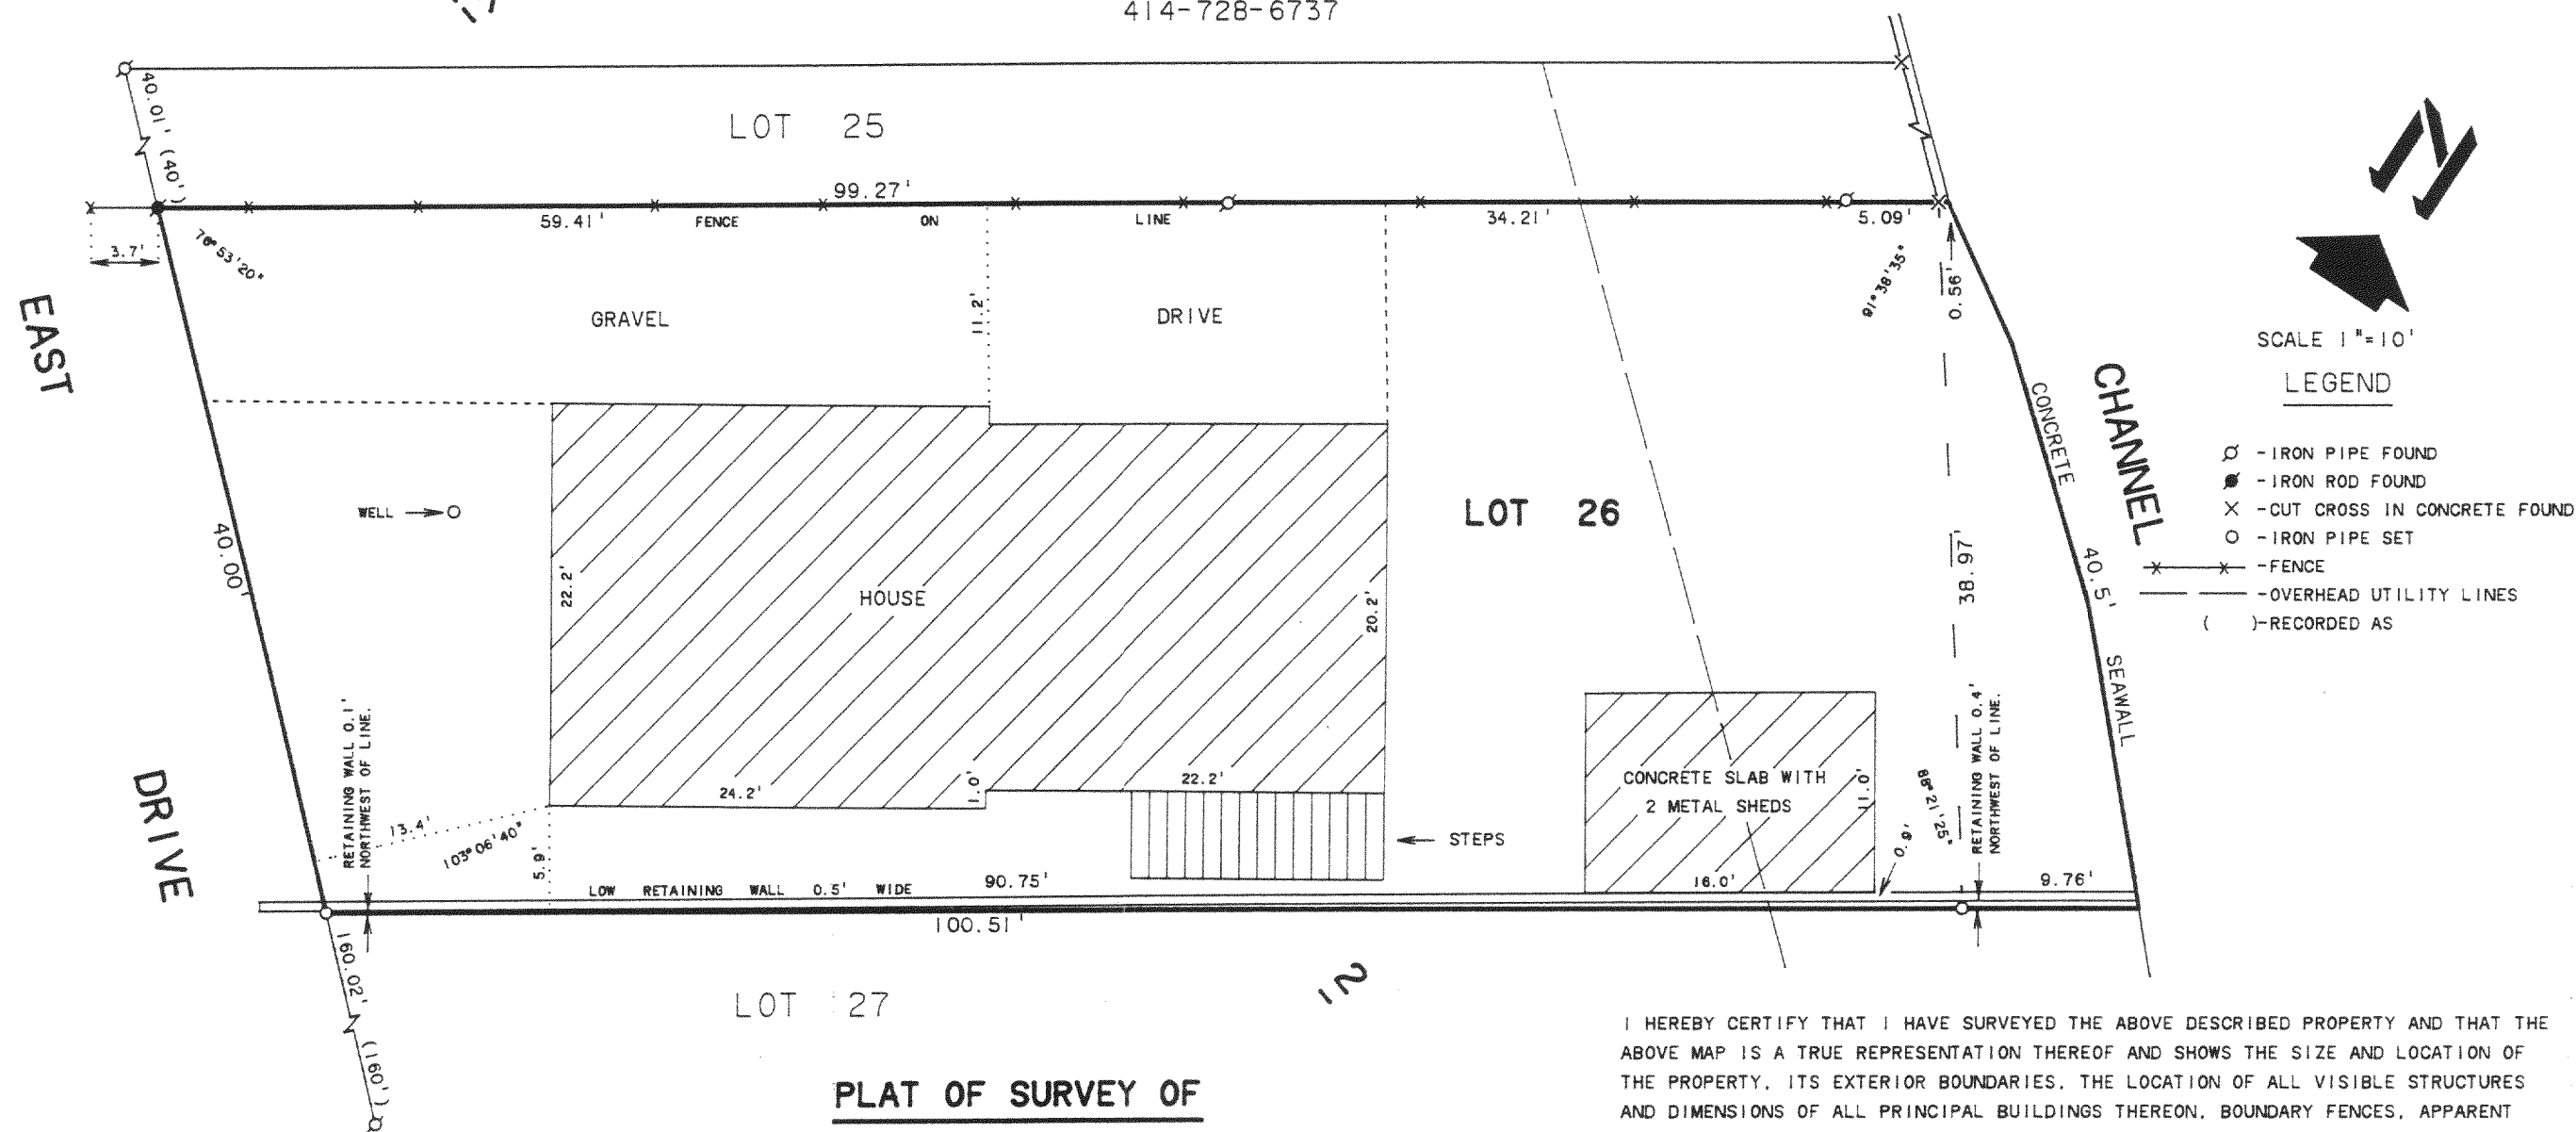 414-728-6737
40.01' (40')
LOT 25
99.27'
59.41' FENCE ON LINE 34.21' 5.09'
3.7'
76°53'20"
91°38'35"
0.56'
EAST
DRIVE
GRAVEL DRIVE
11.2'
SCALE 1"=10'
LEGEND
-IRON PIPE FOUND
-IRON ROD FOUND
-CUT CROSS IN CONCRETE FOUND
-IRON PIPE SET
-FENCE
-OVERHEAD UTILITY LINES
( )-RECORDED AS
CHANNEL
CONCRETE
40.5'
SEAWALL
WELL
LOT 26
40.00'
22.2'
HOUSE
20.2'
38.97'
RETAINING WALL 0.1'
NORTHWEST OF LINE.
24.2'
1.0'
22.2'
CONCRETE SLAB WITH
2 METAL SHEDS
11.0'
16.0'
88°21'25"
RETAINING WALL 0.4'
NORTHWEST OF LINE.
13.4'
103°06'40"
5.9'
STEPS
0.9'
LOW RETAINING WALL 0.5' WIDE
90.75'
9.76'
100.51'
160.02' (160')
LOT 27
12
PLAT OF SURVEY OF
I HEREBY CERTIFY THAT I HAVE SURVEYED THE ABOVE DESCRIBED PROPERTY AND THAT THE
ABOVE MAP IS A TRUE REPRESENTATION THEREOF AND SHOWS THE SIZE AND LOCATION OF
THE PROPERTY, ITS EXTERIOR BOUNDARIES, THE LOCATION OF ALL VISIBLE STRUCTURES
AND DIMENSIONS OF ALL PRINCIPAL BUILDINGS THEREON, BOUNDARY FENCES, APPARENT